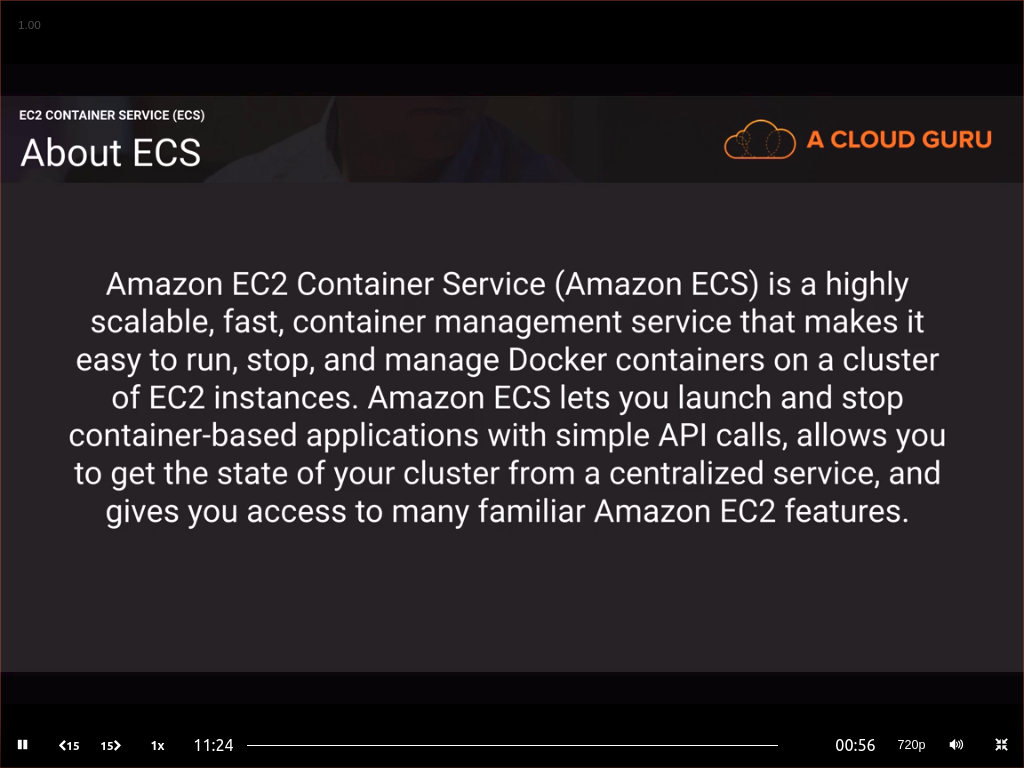 1.00
EC2 CONTAINER SERVICE (ECS)
About ECS
A CLOUD GURU
Amazon EC2 Container Service (Amazon ECS) is a highly
scalable, fast, container management service that makes it
easy to run, stop, and manage Docker containers on a cluster
of EC2 instances. Amazon ECS lets you launch and stop
container-based applications with simple API calls, allows you
to get the state of your cluster from a centralized service, and
gives you access to many familiar Amazon EC2 features.
15 15 1x 11:24 00:56 720p